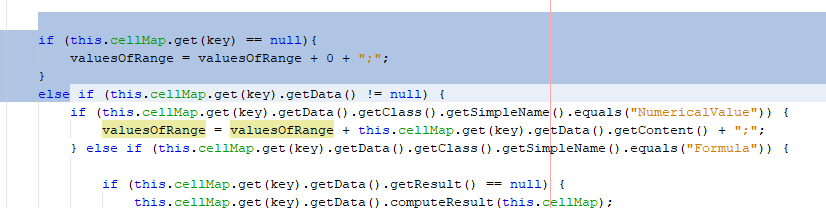 if (this.cellMap.get(key) == null){
valuesOfRange = valuesOfRange + 0 + ";";
}
else if (this.cellMap.get(key).getData() != null) {
if (this.cellMap.get(key).getData().getClass().getSimpleName().equals("NumericalValue")) {
valuesOfRange = valuesOfRange + this.cellMap.get(key).getData().getContent() + ";";
} else if (this.cellMap.get(key).getData().getClass().getSimpleName().equals("Formula")) {
if (this.cellMap.get(key).getData().getResult() == null) {
this.cellMap.get(key).getData().computeResult(this.cellMap);